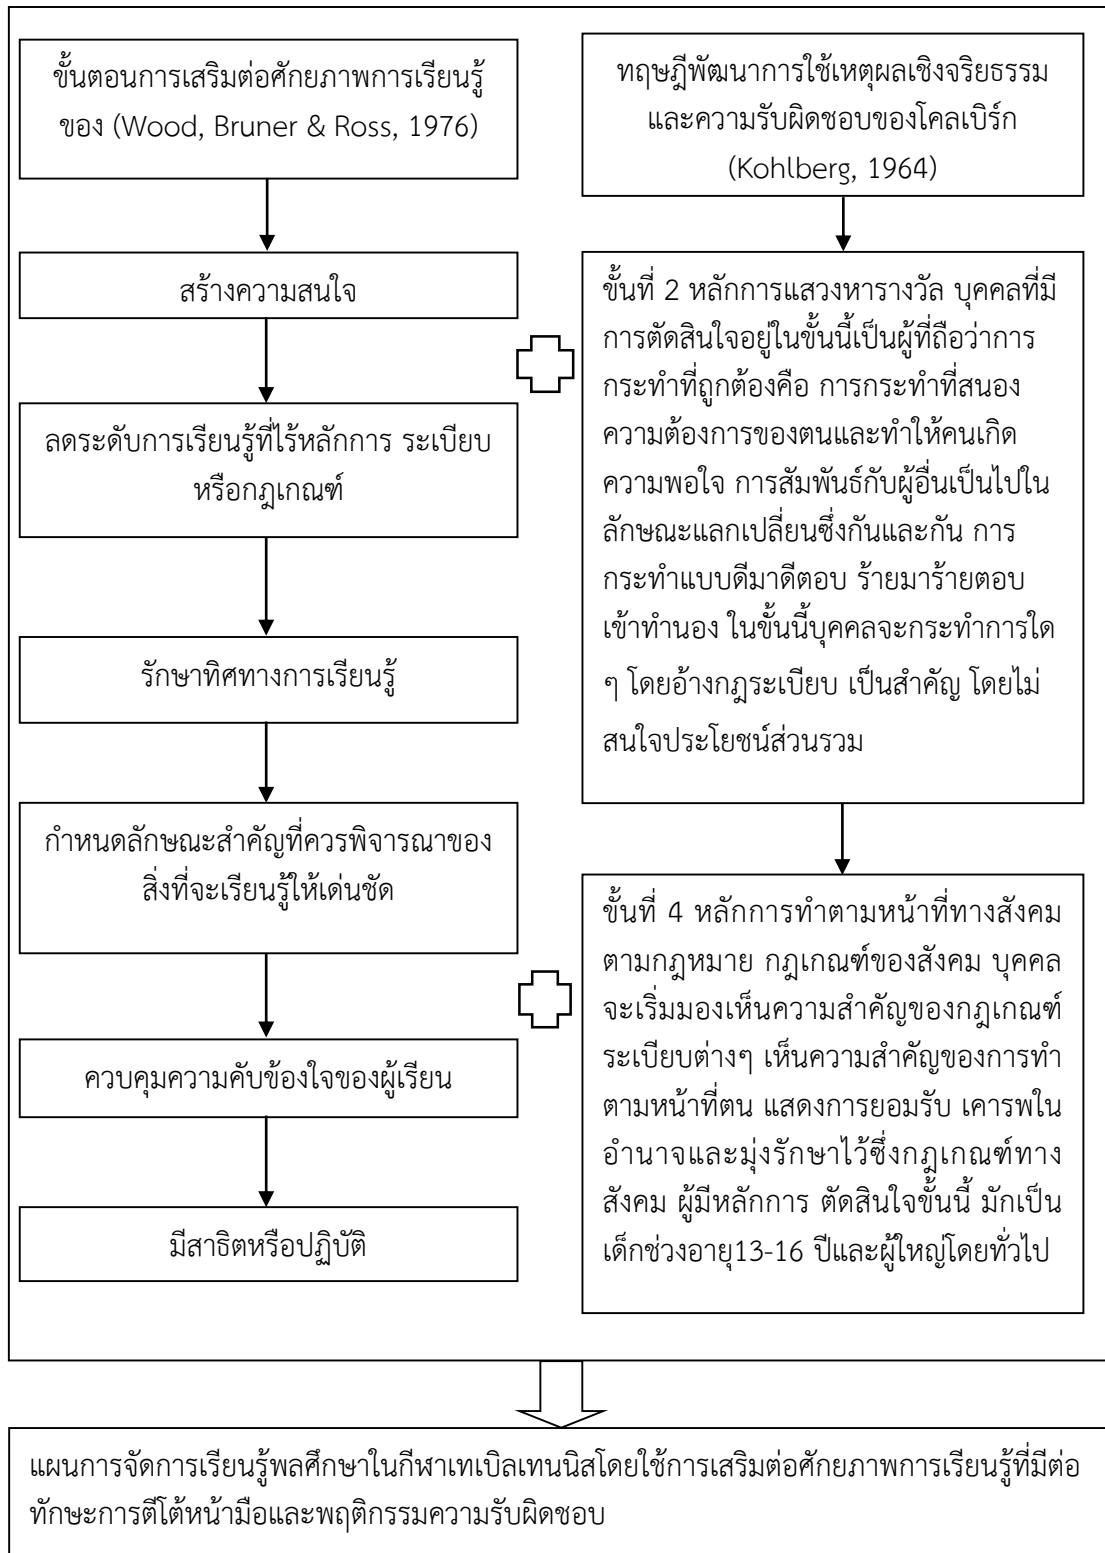 ขั้นตอนการเสริมต่อศักยภาพการเรียนรู้
ของ (Wood, Bruner & Ross, 1976)
สร้างความสนใจ
ลดระดับการเรียนรู้ที่ไร้หลักการ ระเบียบ
หรือกฎเกณฑ์
รักษาทิศทางการเรียนรู้
กำหนดลักษณะสำคัญที่ควรพิจารณาของ
สิ่งที่จะเรียนรู้ให้เด่นชัด
ควบคุมความคับข้องใจของผู้เรียน
มีสาธิตหรือปฏิบัติ
ทฤษฎีพัฒนาการใช้เหตุผลเชิงจริยธรรม
และความรับผิดชอบของโคลเบิร์ก
(Kohlberg, 1964)
ขั้นที่ 2 หลักการแสวงหารางวัล บุคคลที่มี
การตัดสินใจอยู่ในขั้นนี้เป็นผู้ที่ถือว่าการ
กระทำที่ถูกต้องคือ การกระทำที่สนอง
ความต้องการของตนและทำให้คนเกิด
ความพอใจ การสัมพันธ์กับผู้อื่นเป็นไปใน
ลักษณะแลกเปลี่ยนซึ่งกันและกัน การ
กระทำแบบดีมาดีตอบ ร้ายมาร้ายตอบ
เข้าทำนอง ในขั้นนี้บุคคลจะกระทำการใด
ๆ โดยอ้างกฎระเบียบ เป็นสำคัญ โดยไม่
สนใจประโยชน์ส่วนรวม
ขั้นที่ 4 หลักการทำตามหน้าที่ทางสังคม
ตามกฎหมาย กฎเกณฑ์ของสังคม บุคคล
จะเริ่มมองเห็นความสำคัญของกฎเกณฑ์
ระเบียบต่างๆ เห็นความสำคัญของการทำ
ตามหน้าที่ตน แสดงการยอมรับ เคารพใน
อำนาจและมุ่งรักษาไว้ซึ่งกฎเกณฑ์ทาง
สังคม ผู้มีหลักการ ตัดสินใจขั้นนี้ มักเป็น
เด็กช่วงอายุ13-16 ปีและผู้ใหญ่โดยทั่วไป
แผนการจัดการเรียนรู้พลศึกษาในกีฬาเทเบิลเทนนิสโดยใช้การเสริมต่อศักยภาพการเรียนรู้ที่มีต่อ
ทักษะการตีโต้หน้ามือและพฤติกรรมความรับผิดชอบ